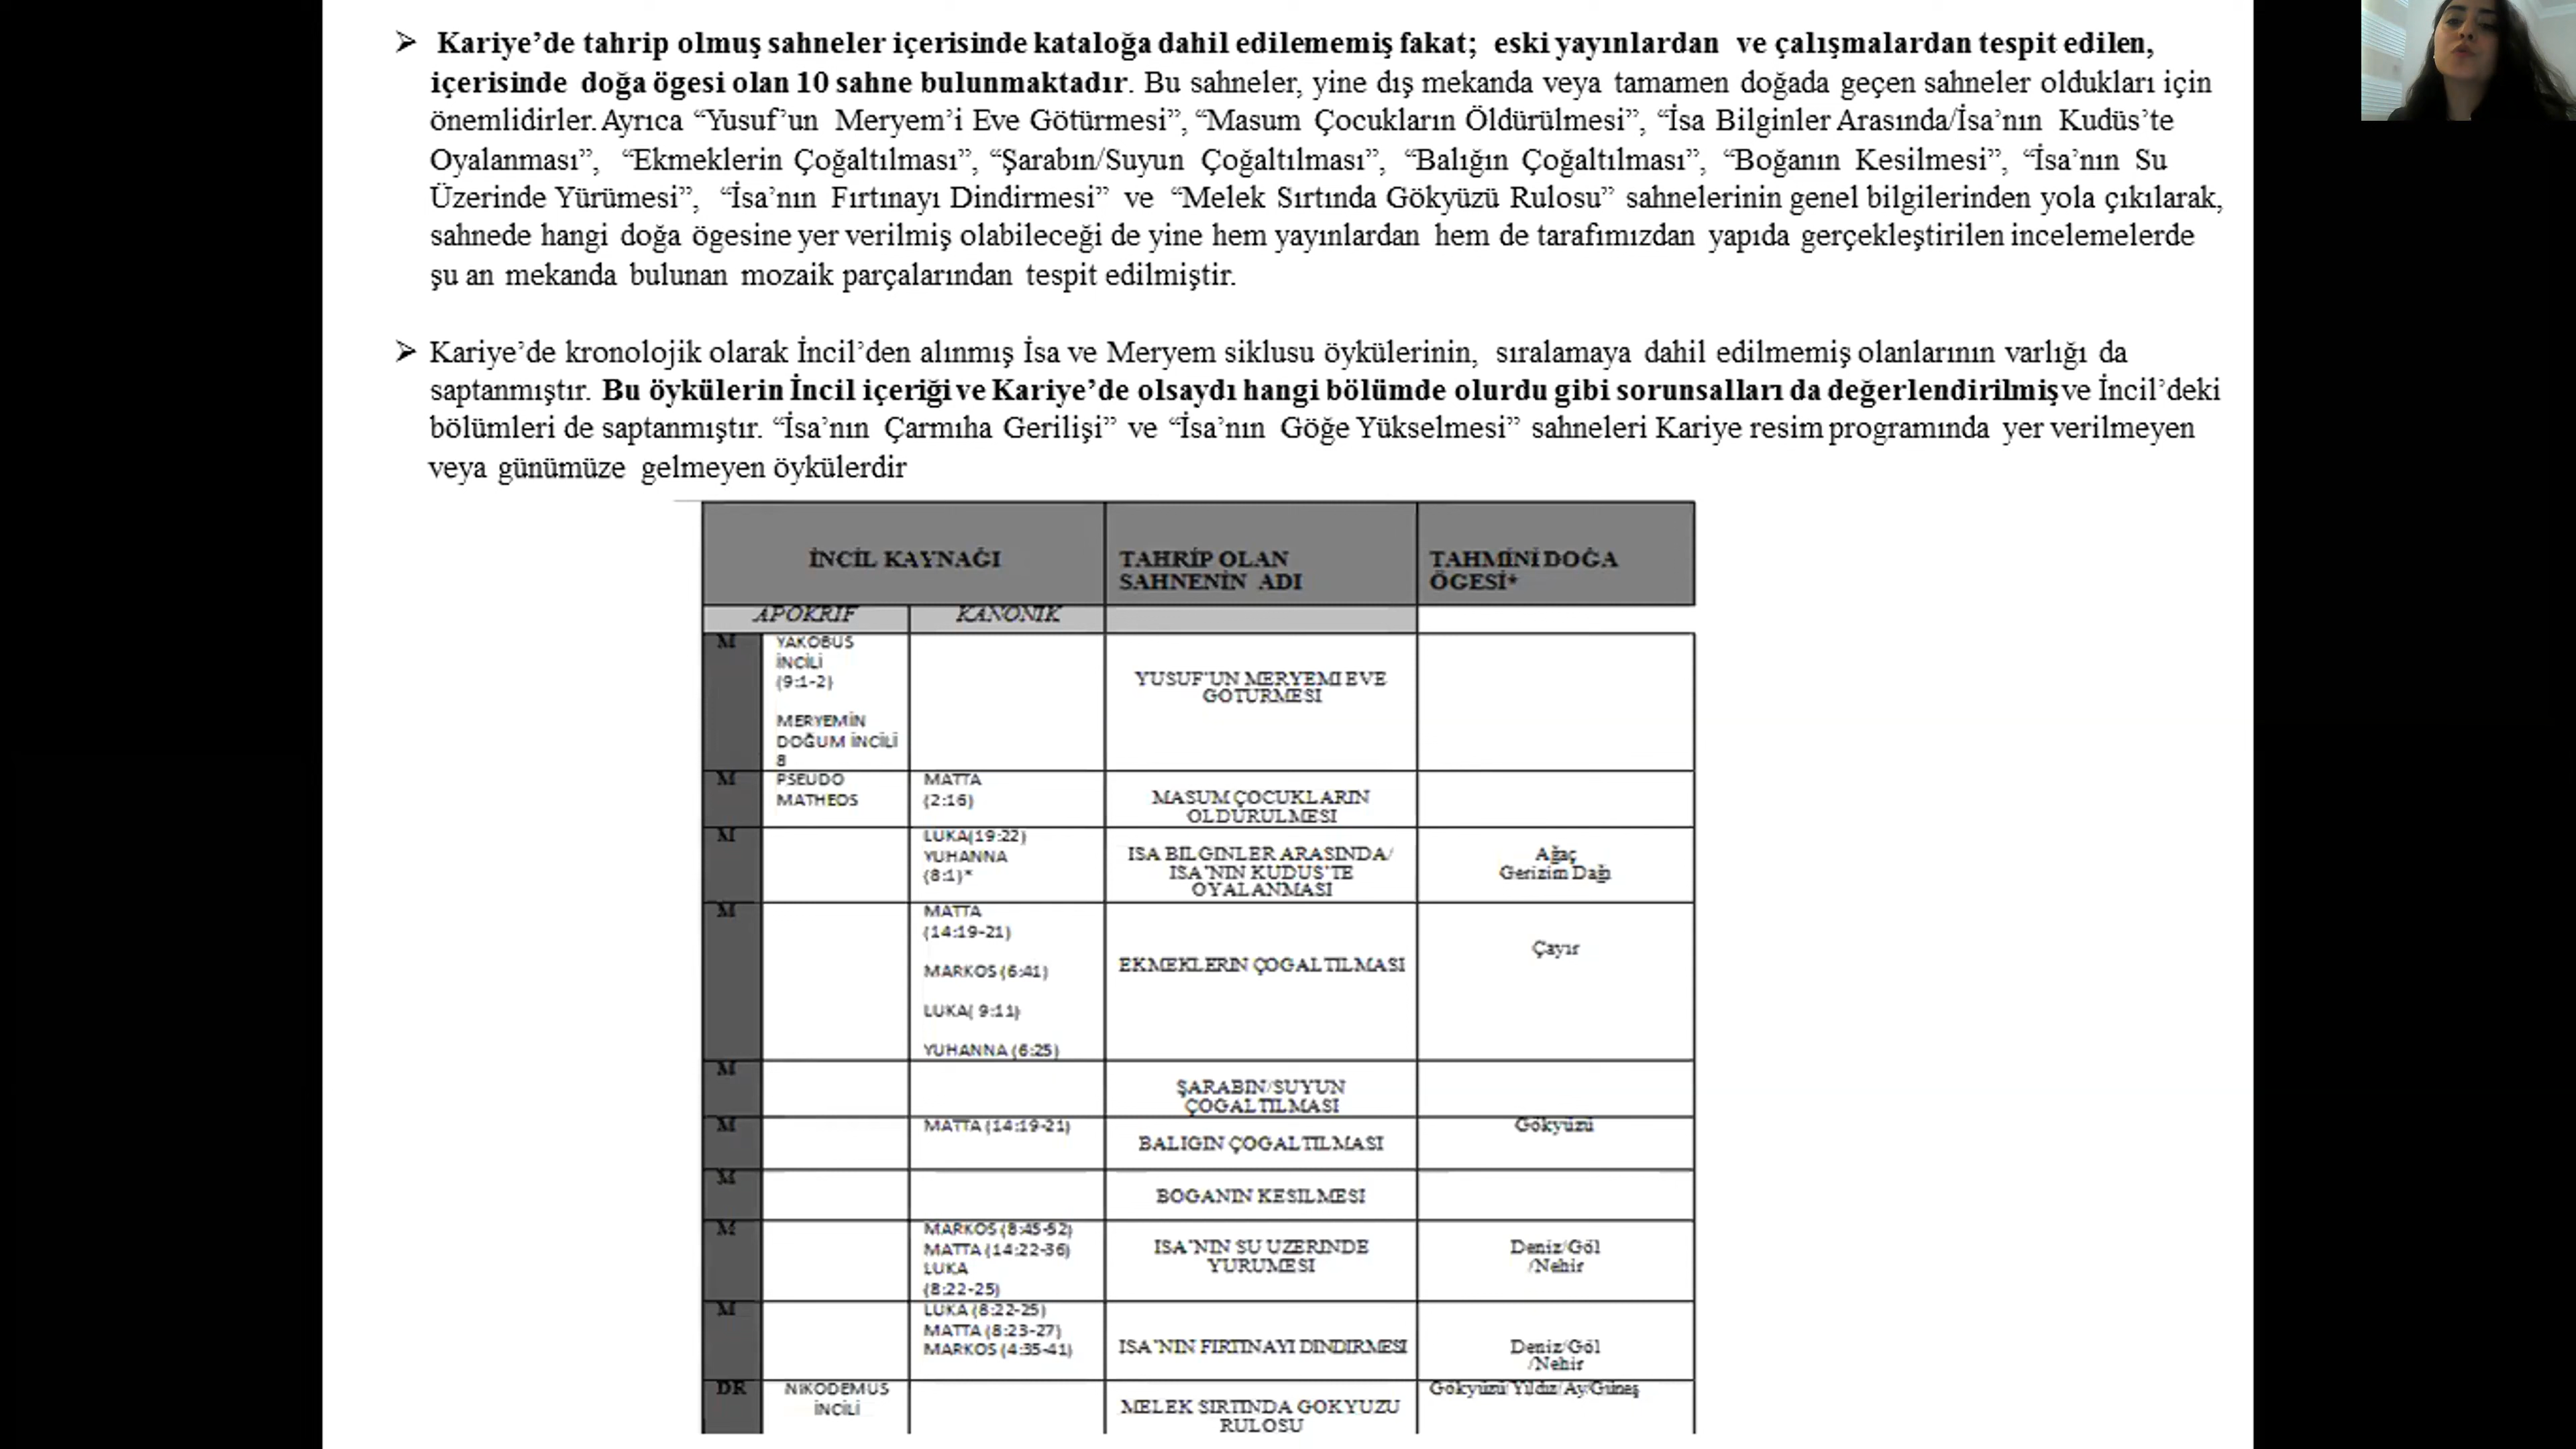 ➢ Kariye’de tahrip olmuş sahneler içerisinde kataloğa dahil edilememiş fakat; eski yayınlardan ve çalışmalardan tespit edilen,
içerisinde doğa ögesi olan 10 sahne bulunmaktadır. Bu sahneler, yine dış mekanda veya tamamen doğada geçen sahneler oldukları için
önemlidirler. Ayrıca “Yusuf’un Meryem’i Eve Götürmesi”, “Masum Çocukların Öldürülmesi”, “İsa Bilginler Arasında/İsa’nın Kudüs’te
Oyalanması”, “Ekmeklerin Çoğaltılması”, “Şarabın/Suyun Çoğaltılması”, “Balığın Çoğaltılması”, “Boğanın Kesilmesi”, “İsa’nın Su
Üzerinde Yürümesi”, “İsa’nın Fırtınayı Dindirmesi” ve “Melek Sırtında Gökyüzü Rulosu” sahnelerinin genel bilgilerinden yola çıkılarak,
sahnede hangi doğa ögesine yer verilmiş olabileceği de yine hem yayınlardan hem de tarafımızdan yapıda gerçekleştirilen incelemelerde
şu an mekanda bulunan mozaik parçalarından tespit edilmiştir.
➢ Kariye’de kronolojik olarak İncil’den alınmış İsa ve Meryem siklusu öykülerinin, sıralamaya dahil edilmemiş olanlarının varlığı da
saptanmıştır. Bu öykülerin İncil içeriği ve Kariye’de olsaydı hangi bölümde olurdu gibi sorunsalları da değerlendirilmiş ve İncil’deki
bölümleri de saptanmıştır. “İsa’nın Çarmıha Gerilişi” ve “İsa’nın Göğe Yükselmesi” sahneleri Kariye resim programında yer verilmeyen
veya günümüze gelmeyen öykülerdir
İNCİL KAYNAĞI
TAHRİP OLAN
SAHNENİN ADI
TAHMİNİ DOĞA
ÖGESİ*
APOKRİF
KANONİK
M
YAKOBUS
İNCİLİ
(9:1-2)
MERYEMİN
DOĞUM İNCİLİ
8
YUSUF’UN MERYEMI EVE
GOTURMESI
M
PSEUDO
MATHEOS
MATTA
(2:16)
MASUM ÇOCUKLARIN
OLDURULMESI
M
LUKA(19:22)
YUHANNA
(8:1)*
ISA BILGINLER ARASINDA/
ISA’NIN KUDUS’TE
OYALANMASI
Ağaç
Gerizim Dağı
M
MATTA
(14:19-21)
MARKOS (6:41)
LUKA( 9:11)
YUHANNA (6:25)
EKMEKLERIN ÇOGALTILMASI
Çayır
M
ŞARABIN/SUYUN
ÇOGALTILMASI
M
MATTA (14:19-21)
BALIGIN ÇOGALTILMASI
Gökyüzü
M
BOGANIN KESILMESI
M
MARKOS (8:45-52)
MATTA (14:22-36)
LUKA
(8:22-25)
ISA’NIN SU UZERINDE
YURUMESI
Deniz/Göl
/Nehir
M
LUKA (8:22-25)
MATTA (8:23-27)
MARKOS (4:35-41)
ISA’NIN FIRTINAYI DINDIRMESI
Deniz/Göl
/Nehir
DR
NİKODEMUS
İNCİLİ
MELEK SIRTINDA GOKYUZU
RULOSU
Gökyüzü/Yıldız/Ay/Güneş